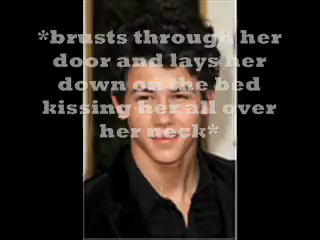 *brusts through her
door and lays her
down on the bed
kissing her all over
her neck*